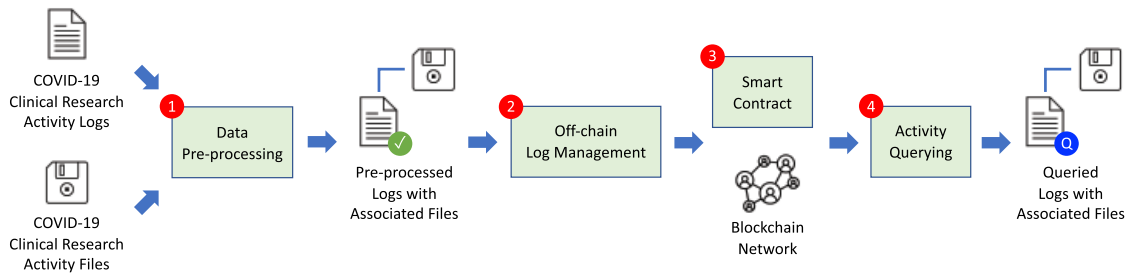 COVID-19
Clinical Research
Activity Logs
COVID-19
Clinical Research
Activity Files
1
Data
Pre-processing
✓
Pre-processed
Logs with
Associated Files
2
Off-chain
Log Management
3
Smart
Contract
Blockchain
Network
4
Activity
Querying
Q
Queried
Logs with
Associated Files